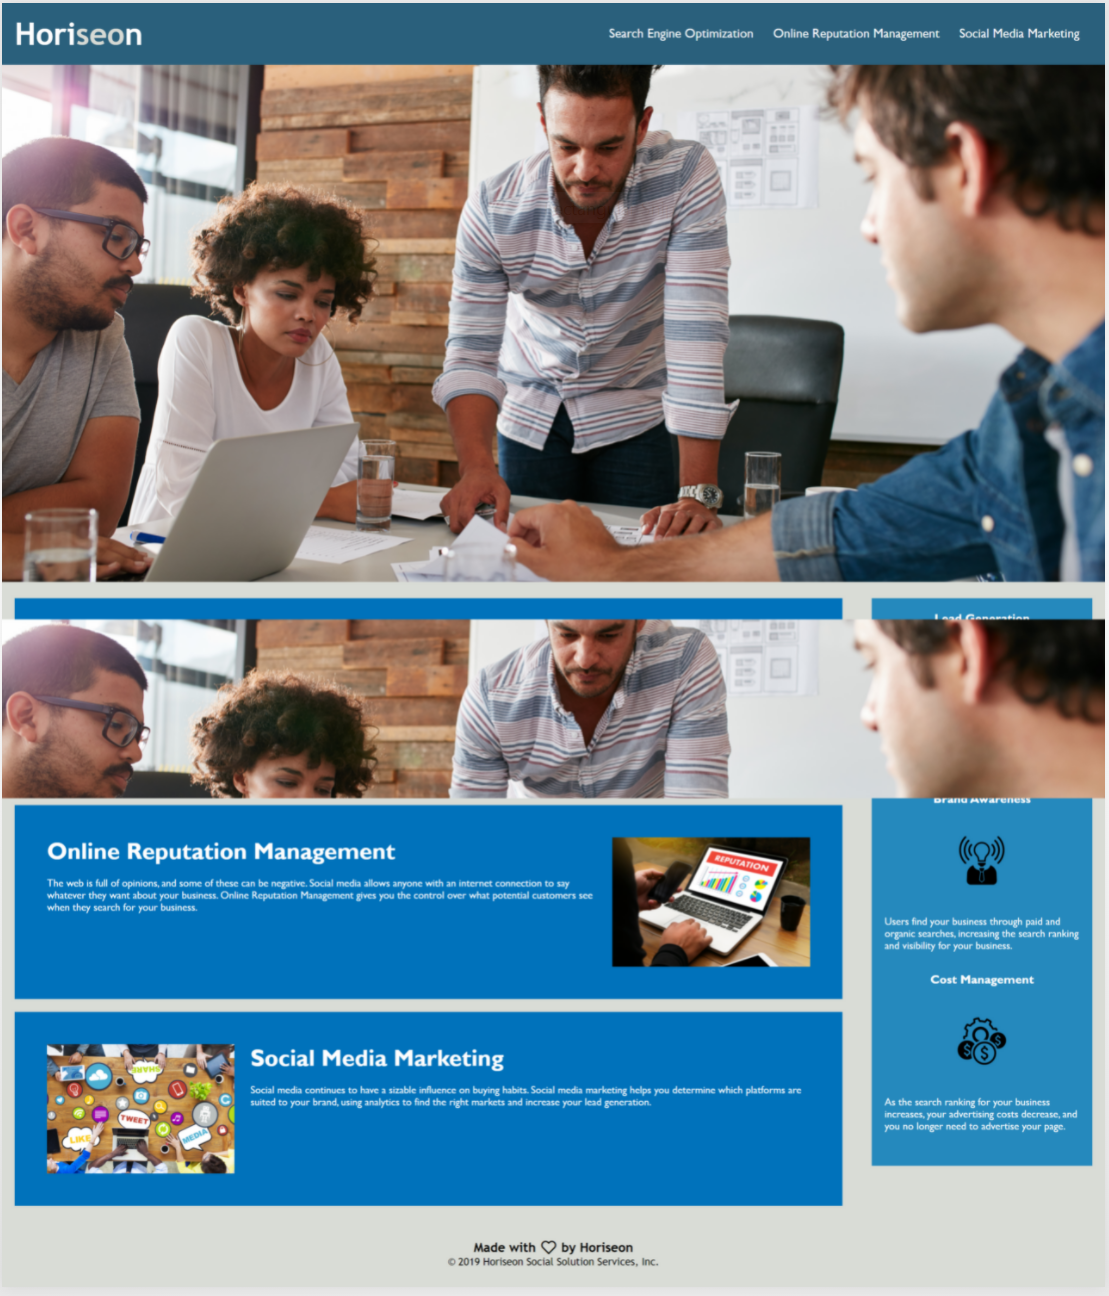 Horiseon
Search Engine Optimization Online Reputation Management Social Media Marketing
Lead Generation
Brand Awareness
Online Reputation Management
The web is full of opinions, and some of these can be negative. Social media allows anyone with an internet connection to say
whatever they want about your business. Online Reputation Management gives you the control over what potential customers see
when they search for your business.
REPUTATION
Users find your business through paid and
organic searches, increasing the search ranking
and visibility for your business.
Cost Management
As the search ranking for your business
increases, your advertising costs decrease, and
you no longer need to advertise your page.
SHARE
TWEET
LIKE
MEDIA
Social Media Marketing
Social media continues to have a sizable influence on buying habits. Social media marketing helps you determine which platforms are
suited to your brand, using analytics to find the right markets and increase your lead generation.
Made with by Horiseon
© 2019 Horiseon Social Solution Services, Inc.